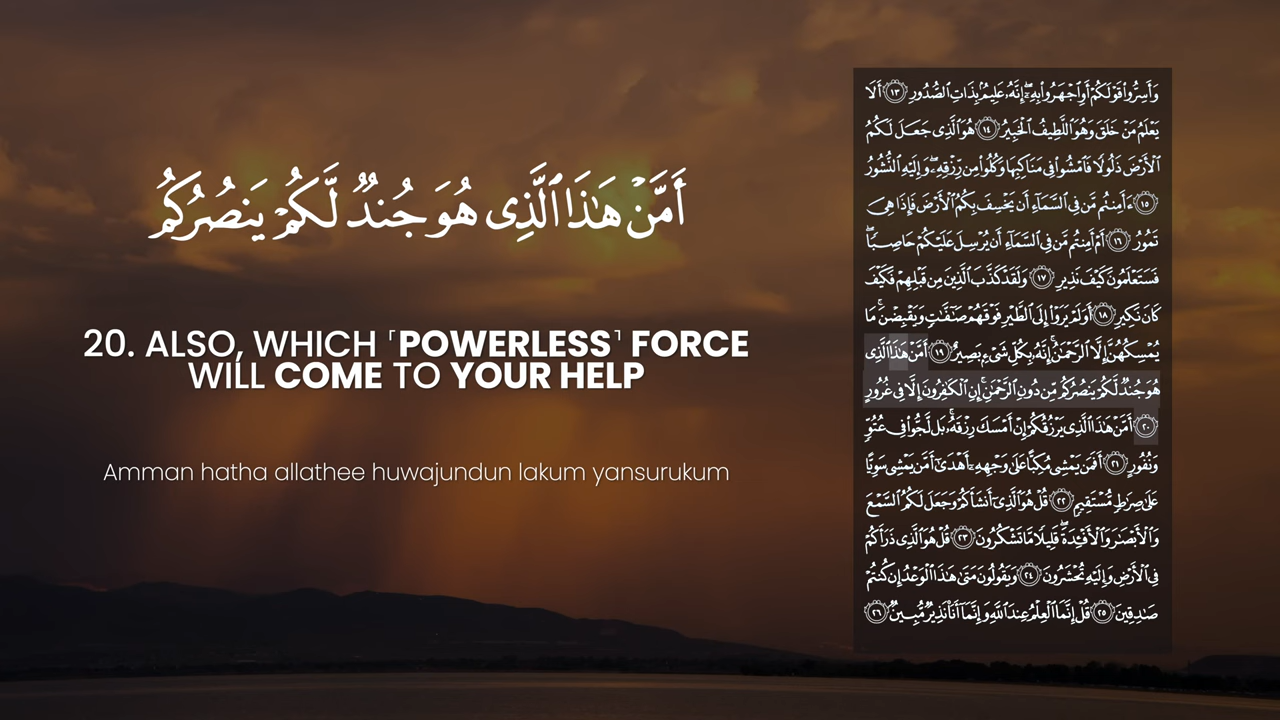 أَمَّنْ هَٰذَا ٱلَّذِى هُوَ جُندٌ لَّكُمْ يَنصُرُكُم
20. ALSO, WHICH ˹POWERLESS˺ FORCE
WILL COME TO YOUR HELP
Amman hatha allathee huwajundun lakum yansurukum
وَأَسِرُّوا۟ قَوْلَكُمْ أَوِ ٱجْهَرُوا۟ بِهِۦٓ ۖ إِنَّهُۥ عَلِيمٌۢ بِذَاتِ ٱلصُّدُورِ ١٣ أَلَا
يَعْلَمُ مَنْ خَلَقَ وَهُوَ ٱللَّطِيفُ ٱلْخَبِيرُ ١٤ هُوَ ٱلَّذِى جَعَلَ لَكُمُ
ٱلْأَرْضَ ذَلُولًا فَٱمْشُوا۟ فِى مَنَاكِبِهَا وَكُلُوا۟ مِن رِّزْقِهِۦ ۖ وَإِلَيْهِ ٱلنُّشُورُ
١٥ ءَأَمِنتُم مَّن فِى ٱلسَّمَآءِ أَن يَخْسِفَ بِكُمُ ٱلْأَرْضَ فَإِذَا هِىَ
تَمُورُ ١٦ أَمْ أَمِنتُم مَّن فِى ٱلسَّمَآءِ أَن يُرْسِلَ عَلَيْكُمْ حَاصِبًا ۖ
فَسَتَعْلَمُونَ كَيْفَ نَذِيرِ ١٧ وَلَقَدْ كَذَّبَ ٱلَّذِينَ مِن قَبْلِهِمْ فَكَيْفَ
كَانَ نَكِيرِ ١٨ أَوَلَمْ يَرَوْا۟ إِلَى ٱلطَّيْرِ فَوْقَهُمْ صَٰٓفَّٰتٍ وَيَقْبِضْنَ ۚ مَا
يُمْسِكُهُنَّ إِلَّا ٱلرَّحْمَٰنُ ۚ إِنَّهُۥ بِكُلِّ شَىْءٍۭ بَصِيرٌ ١٩ أَمَّنْ هَٰذَا ٱلَّذِى
هُوَ جُندٌ لَّكُمْ يَنصُرُكُم مِّن دُونِ ٱلرَّحْمَٰنِ ۚ إِنِ ٱلْكَٰفِرُونَ إِلَّا فِى غُرُورٍ
٢٠ أَمَّنْ هَٰذَا ٱلَّذِى يَرْزُقُكُمْ إِنْ أَمْسَكَ رِزْقَهُۥ ۚ بَل لَّجُّوا۟ فِى عُتُوٍّ
وَنُفُورٍ ٢١ أَفَمَن يَمْشِى مُكِبًّا عَلَىٰ وَجْهِهِۦٓ أَهْدَىٰٓ أَمَّن يَمْشِى سَوِيًّا
عَلَىٰ صِرَٰطٍ مُّسْتَقِيمٍ ٢٢ قُلْ هُوَ ٱلَّذِىٓ أَنشَأَكُمْ وَجَعَلَ لَكُمُ ٱلسَّمْعَ
وَٱلْأَبْصَٰرَ وَٱلْأَفْـِٔدَةَ ۖ قَلِيلًا مَّا تَشْكُرُونَ ٢٣ قُلْ هُوَ ٱلَّذِى ذَرَأَكُمْ
فِى ٱلْأَرْضِ وَإِلَيْهِ تُحْشَرُونَ ٢٤ وَيَقُولُونَ مَتَىٰ هَٰذَا ٱلْوَعْدُ إِن كُنتُمْ
صَٰدِقِينَ ٢٥ قُلْ إِنَّمَا ٱلْعِلْمُ عِندَ ٱللَّهِ وَإِنَّمَآ أَنَا۠ نَذِيرٌ مُّبِينٌ ٢٦